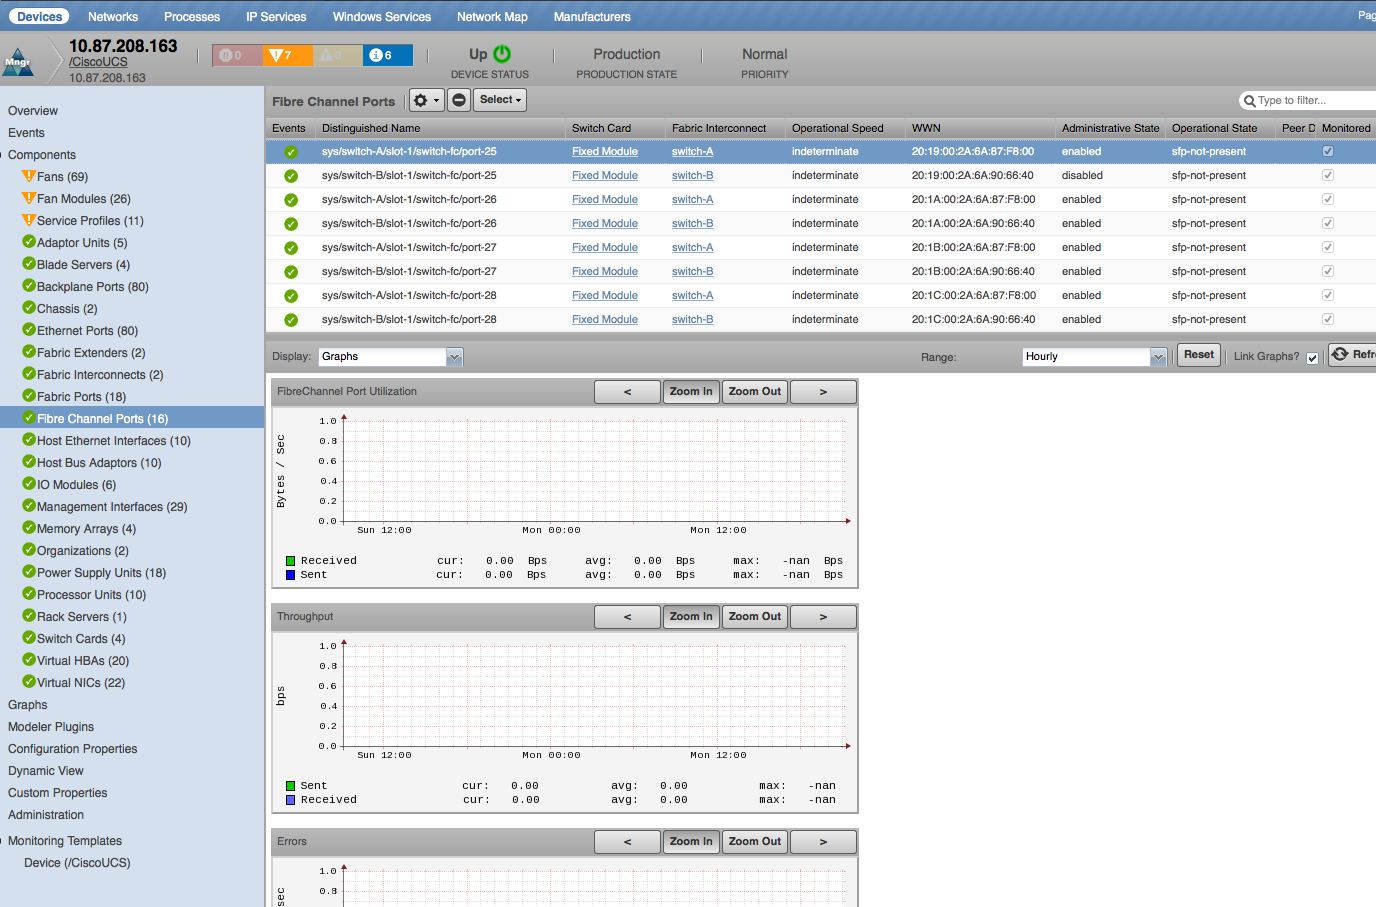 Devices Networks Processes IP Services Windows Services Network Map Manufacturers Pag
Mngr
10.87.208.163
/CiscoUCS
10.87.208.163
0 7 0 6
Up
DEVICE STATUS
Production
PRODUCTION STATE
Normal
PRIORITY
Overview
Events
Components
Fans (69)
Fan Modules (26)
Service Profiles (11)
Adaptor Units (5)
Blade Servers (4)
Backplane Ports (80)
Chassis (2)
Ethernet Ports (80)
Fabric Extenders (2)
Fabric Interconnects (2)
Fabric Ports (18)
Fibre Channel Ports (16)
Host Ethernet Interfaces (10)
Host Bus Adaptors (10)
IO Modules (6)
Management Interfaces (29)
Memory Arrays (4)
Organizations (2)
Power Supply Units (18)
Processor Units (10)
Rack Servers (1)
Switch Cards (4)
Virtual HBAs (20)
Virtual NICs (22)
Graphs
Modeler Plugins
Configuration Properties
Dynamic View
Custom Properties
Administration
Monitoring Templates
Device (/CiscoUCS)
Fibre Channel Ports Select Type to filter...
Events Distinguished Name Switch Card Fabric Interconnect Operational Speed WWN Administrative State Operational State Peer D Monitored
sys/switch-A/slot-1/switch-fc/port-25 Fixed Module switch-A indeterminate 20:19:00:2A:6A:87:F8:00 enabled sfp-not-present
sys/switch-B/slot-1/switch-fc/port-25 Fixed Module switch-B indeterminate 20:19:00:2A:6A:90:66:40 disabled sfp-not-present
sys/switch-A/slot-1/switch-fc/port-26 Fixed Module switch-A indeterminate 20:1A:00:2A:6A:87:F8:00 enabled sfp-not-present
sys/switch-B/slot-1/switch-fc/port-26 Fixed Module switch-B indeterminate 20:1A:00:2A:6A:90:66:40 enabled sfp-not-present
sys/switch-A/slot-1/switch-fc/port-27 Fixed Module switch-A indeterminate 20:1B:00:2A:6A:87:F8:00 enabled sfp-not-present
sys/switch-B/slot-1/switch-fc/port-27 Fixed Module switch-B indeterminate 20:1B:00:2A:6A:90:66:40 enabled sfp-not-present
sys/switch-A/slot-1/switch-fc/port-28 Fixed Module switch-A indeterminate 20:1C:00:2A:6A:87:F8:00 enabled sfp-not-present
sys/switch-B/slot-1/switch-fc/port-28 Fixed Module switch-B indeterminate 20:1C:00:2A:6A:90:66:40 enabled sfp-not-present
Display: Graphs Range: Hourly Reset Link Graphs? Refre
FibreChannel Port Utilization < Zoom In Zoom Out >
Bytes / Sec
1.0
0.8
0.6
0.4
0.2
0.0
Sun 12:00 Mon 00:00 Mon 12:00
Received cur: 0.00 Bps avg: 0.00 Bps max: -nan Bps
Sent cur: 0.00 Bps avg: 0.00 Bps max: -nan Bps
Throughput < Zoom In Zoom Out >
bps
1.0
0.8
0.6
0.4
0.2
0.0
Sun 12:00 Mon 00:00 Mon 12:00
Sent cur: 0.00 avg: 0.00 max: -nan
Received cur: 0.00 avg: 0.00 max: -nan
Errors < Zoom In Zoom Out >
sec
1.0
0.8